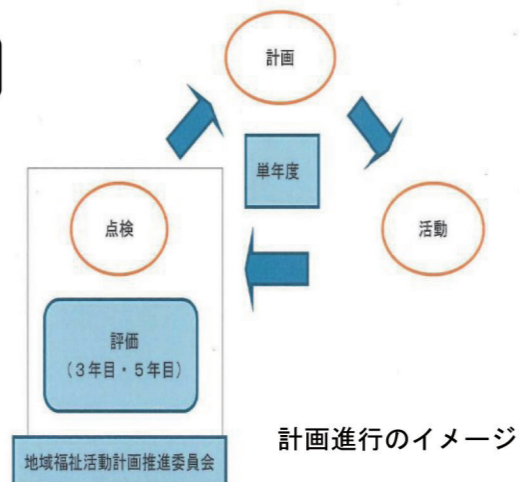 計画
単年度
点検
活動
評価
（３年目・５年目）
計画進行のイメージ
地域福祉活動計画推進委員会